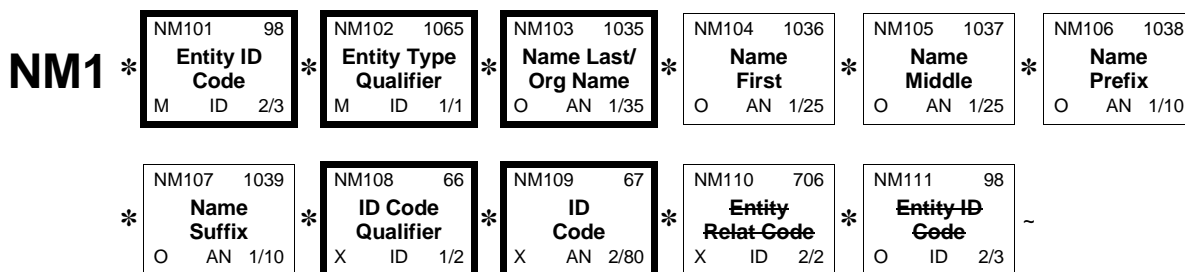 NM1 * NM101 98 * NM102 1065 * NM103 1035 * NM104 1036 * NM105 1037 * NM106 1038
Entity ID Entity Type Name Last/ Name Name Name
Code Qualifier Org Name First Middle Prefix
M ID 2/3 M ID 1/1 O AN 1/35 O AN 1/25 O AN 1/25 O AN 1/10
* NM107 1039 * NM108 66 * NM109 67 * NM110 706 * NM111 98 ~
Name ID Code ID Entity Entity ID
Suffix Qualifier Code Relat Code Code
O AN 1/10 X ID 1/2 X AN 2/80 X ID 2/2 O ID 2/3